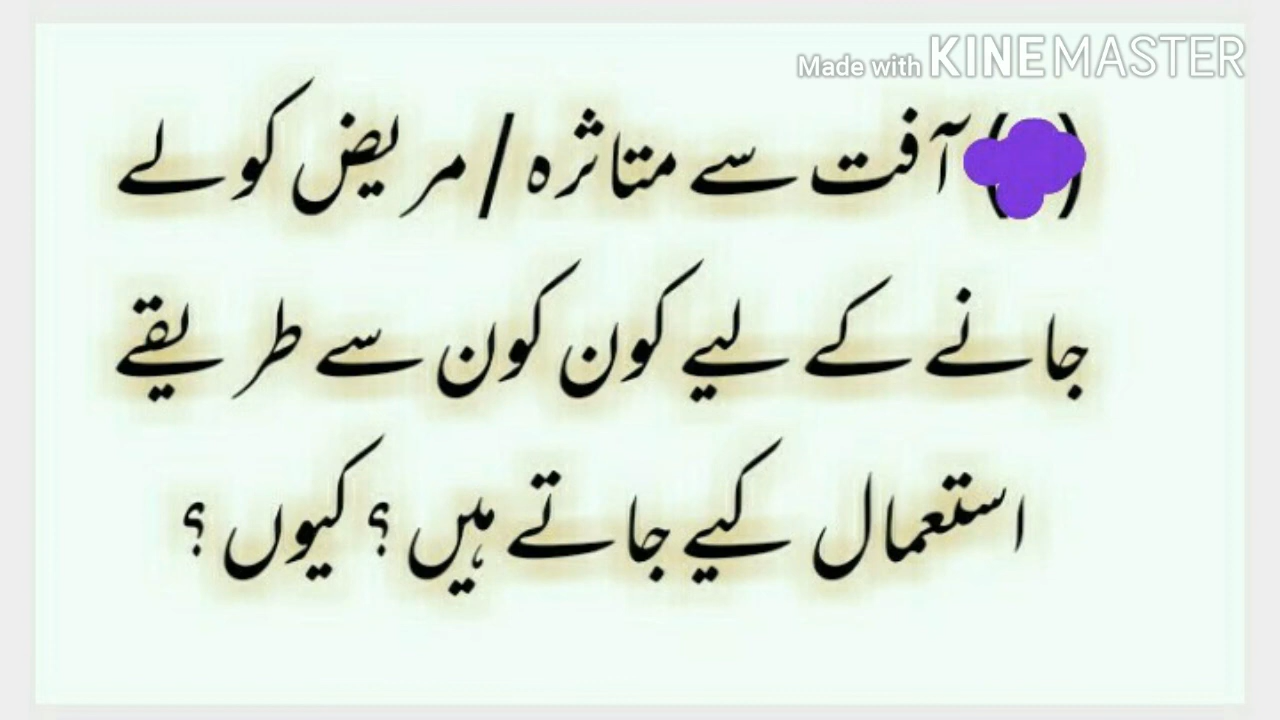 Made with KINEMASTER
( ) آفت سے متاثرہ / مریض کو لے
جانے کے لیے کون کون سے طریقے
استعمال کیے جاتے ہیں ؟ کیوں ؟